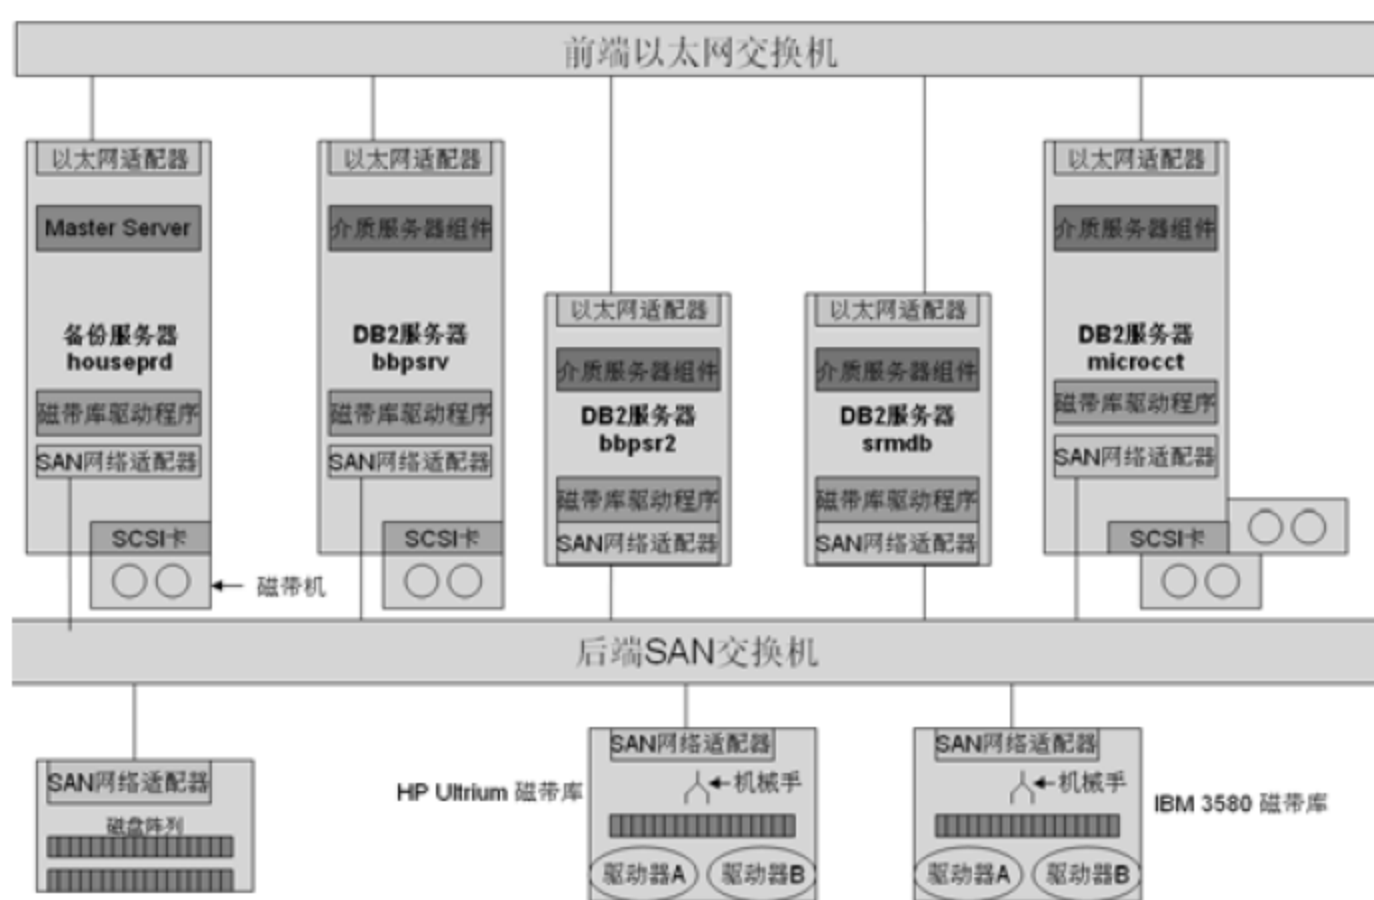 前端以太网交换机
以太网适配器
Master Server
备份服务器
houseprd
磁带库驱动程序
SAN网络适配器
SCSI卡
磁带机
以太网适配器
介质服务器组件
DB2服务器
bbpsrv
磁带库驱动程序
SAN网络适配器
SCSI卡
以太网适配器
介质服务器组件
DB2服务器
bbpsr2
磁带库驱动程序
SAN网络适配器
以太网适配器
介质服务器组件
DB2服务器
srmdb
磁带库驱动程序
SAN网络适配器
以太网适配器
介质服务器组件
DB2服务器
microcct
磁带库驱动程序
SAN网络适配器
SCSI卡
后端SAN交换机
SAN网络适配器
磁盘阵列
HP Ultrium 磁带库
SAN网络适配器
机械手
驱动器A
驱动器B
SAN网络适配器
机械手
驱动器A
驱动器B
IBM 3580 磁带库